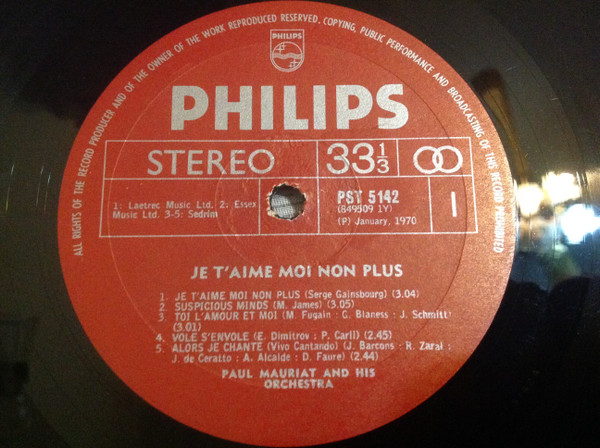 ALL RIGHTS OF THE RECORD PRODUCER AND OF THE OWNER OF THE WORK REPRODUCED RESERVED. COPYING, PUBLIC PERFORMANCE AND BROADCASTING OF THIS RECORD PROHIBITED
PHILIPS
PHILIPS
STEREO 33 1/3
1: Laetrec Music Ltd. 2: Essex
Music Ltd. 3-5: Sedrim
PST 5142
(849509 1Y)
(P) January, 1970
1
JE T'AIME MOI NON PLUS
1. JE T'AIME MOI NON PLUS (Serge Gainsbourg) (3.04)
2. SUSPICIOUS MINDS (M. James) (3.05)
3. TOI L'AMOUR ET MOI (M. Fugain : G. Blaness : J. Schmitt)
(3.01)
4. VOLE S'ENVOLE (E. Dimitrov : P. Carli) (2.45)
5. ALORS JE CHANTE (Vivo Cantando) (J. Barcons : R. Zarai :
J. de Ceratto : A. Alcaide : D. Faure) (2.44)
PAUL MAURIAT AND HIS
ORCHESTRA